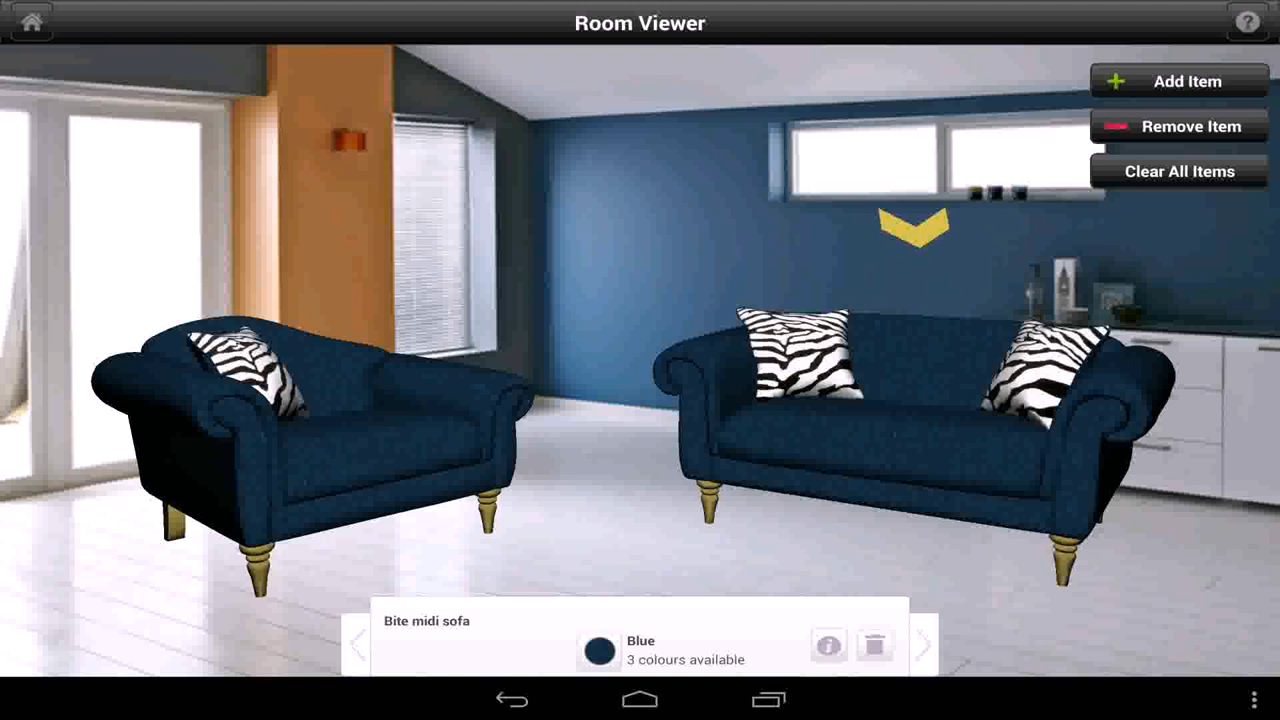 Room Viewer
Add Item
Remove Item
Clear All Items
Bite midi sofa
Blue
3 colours available